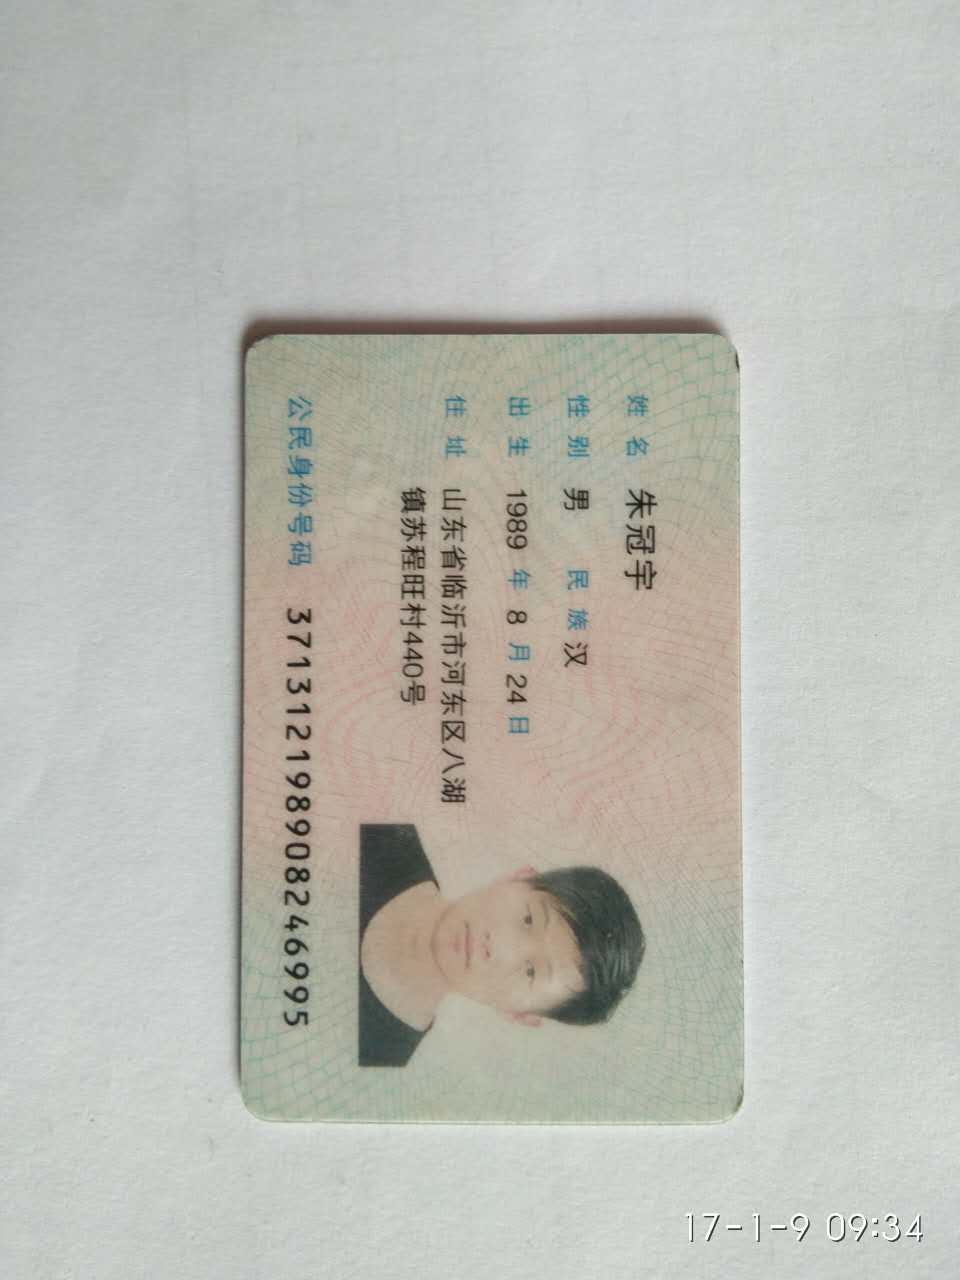 姓名 朱冠宇
性别 男 民族 汉
出生 1989 年 8 月 24 日
住址 山东省临沂市河东区八湖
镇苏程旺村440号
公民身份号码 371312198908246995
17-1-9 09:34